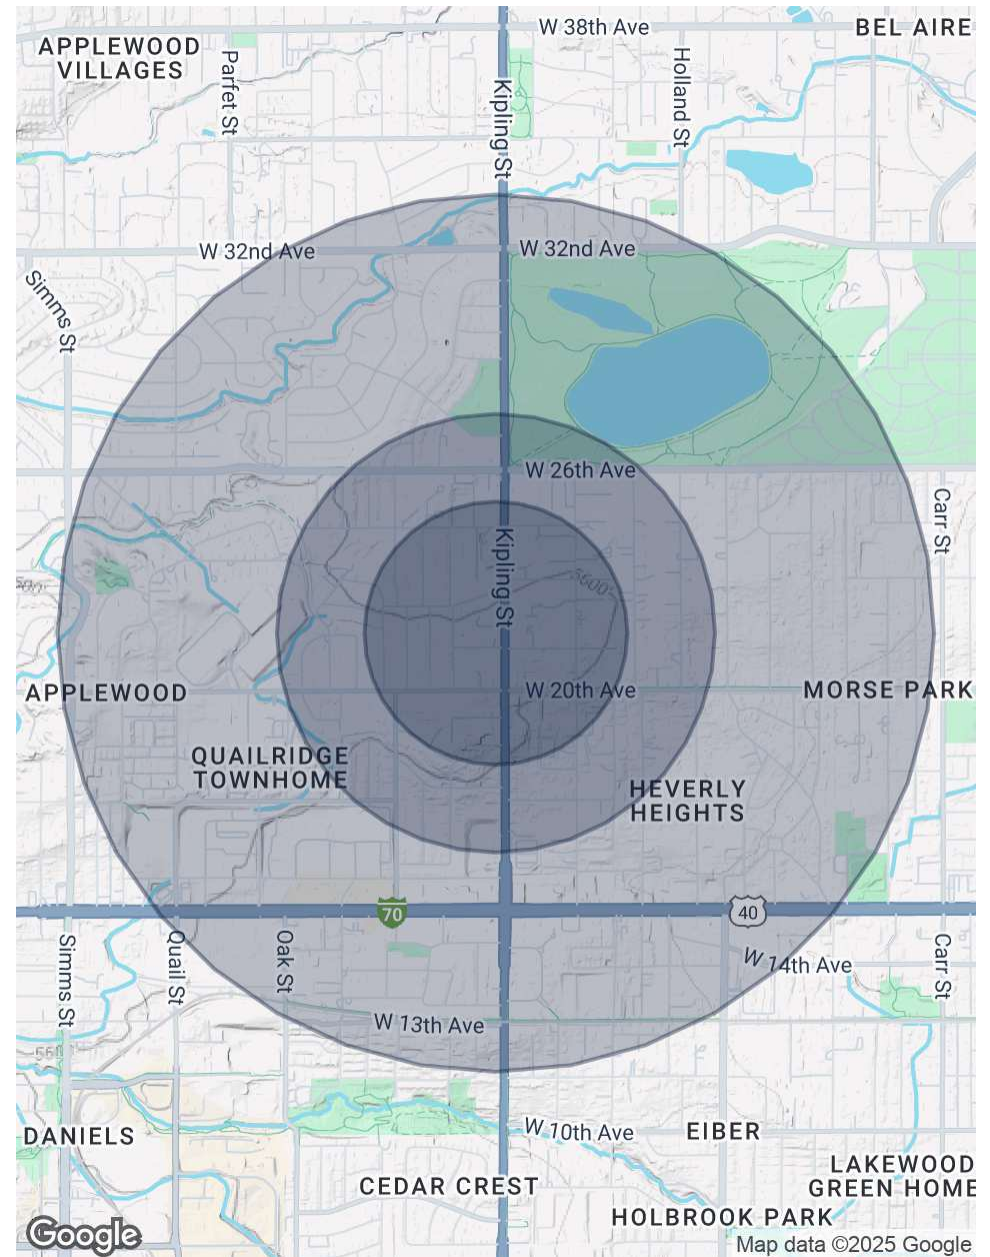 W 38th Ave
BEL AIRE
APPLEWOOD
VILLAGES
Parfet St
Kipling St
Holland St
W 32nd Ave
W 32nd Ave
Simms St
W 26th Ave
Carr St
Kipling St
5600'
APPLEWOOD
W 20th Ave
MORSE PARK
QUAILRIDGE
TOWNHOME
HEVERLY
HEIGHTS
70
40
Simms St
Quail St
Oak St
W 14th Ave
Carr St
W 13th Ave
DANIELS
W 10th Ave
EIBER
CEDAR CREST
LAKEWOOD
GREEN HOME
HOLBROOK PARK
Google
Map data ©2025 Google